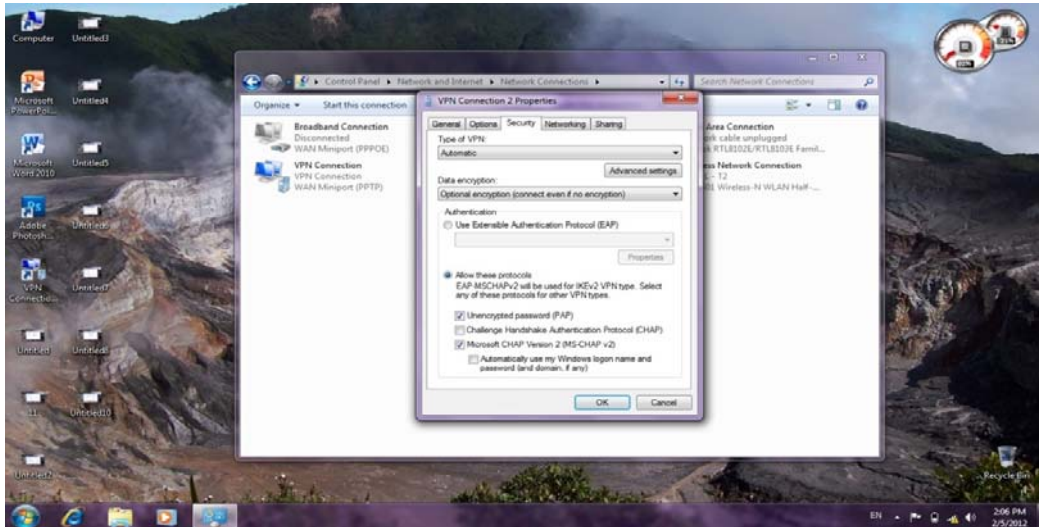 Computer
Untitled3
Microsoft PowerPoi...
Untitled4
Microsoft Word 2010
Untitled5
Adobe Photosh...
Untitled6
VPN Connectio...
Untitled7
Untitled
Untitled8
11
Untitled10
Untitled2
Control Panel Network and Internet Network Connections
Search Network Connections
Organize
Start this connection
Broadband Connection
Disconnected
WAN Miniport (PPPOE)
VPN Connection
VPN Connection
WAN Miniport (PPTP)
VPN Connection 2 Properties
General Options Security Networking Sharing
Type of VPN:
Automatic
Advanced settings
Data encryption:
Optional encryption (connect even if no encryption)
Authentication
Use Extensible Authentication Protocol (EAP)
Properties
Allow these protocols
EAP-MSCHAPv2 will be used for IKEv2 VPN type. Select
any of these protocols for other VPN types.
Unencrypted password (PAP)
Challenge Handshake Authentication Protocol (CHAP)
Microsoft CHAP Version 2 (MS-CHAP v2)
Automatically use my Windows logon name and
password (and domain, if any)
OK Cancel
Area Connection
cable unplugged
RTL8102E/RTL8103E Famil...
Network Connection
- T2
Wireless-N WLAN Half-...
Recycle Bin
EN
2:06 PM
2/5/2012